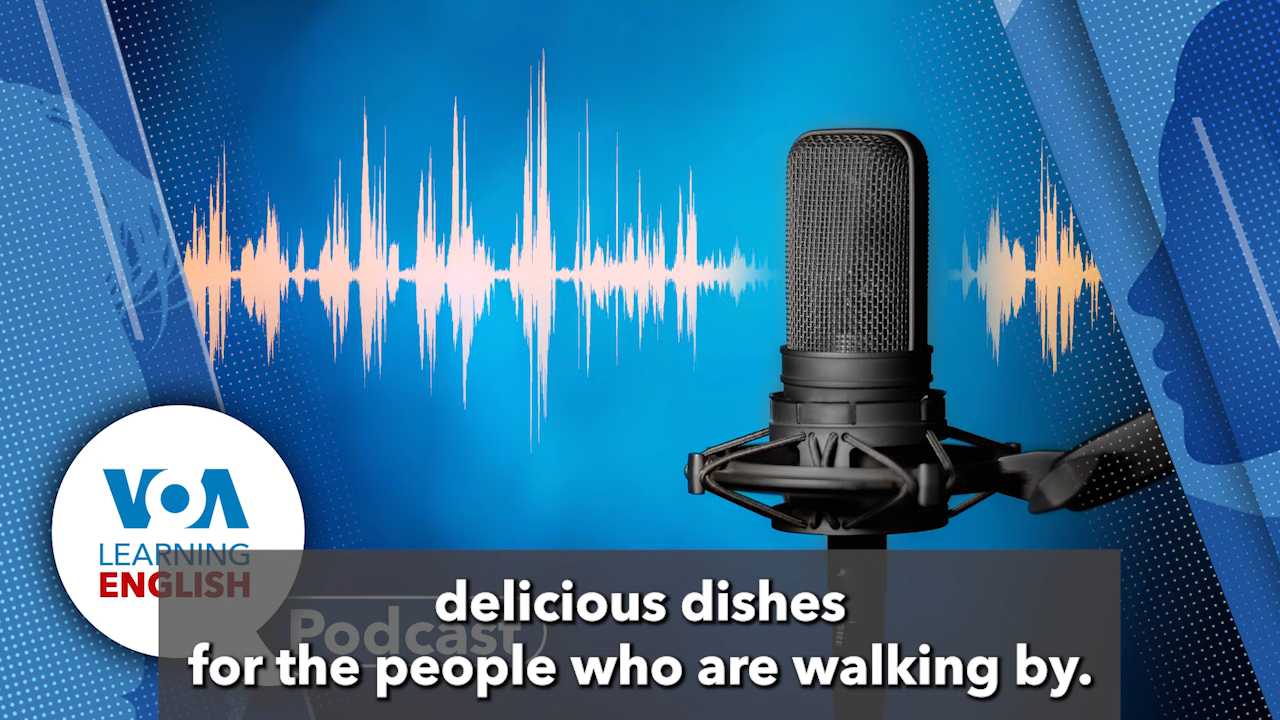 VOA
LEARNING
ENGLISH
Podcast
delicious dishes
for the people who are walking by.